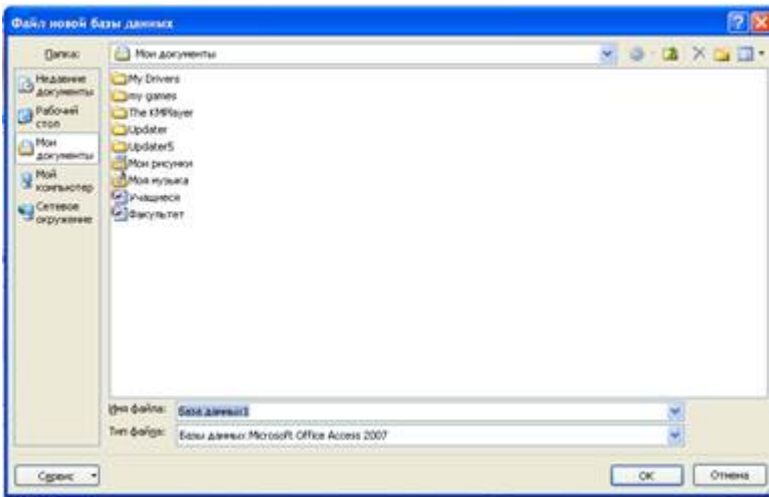 Файл новой базы данных
Папка: Мои документы
Недавние документы
Рабочий стол
Мои документы
Мой компьютер
Сетевое окружение
My Drivers
my games
The KMPlayer
Updater
Updater5
Мои рисунки
Моя музыка
Учащиеся
Факультет
Имя файла: База данных1
Тип файла: Базы данных Microsoft Office Access 2007
Сервис
ОК
Отмена